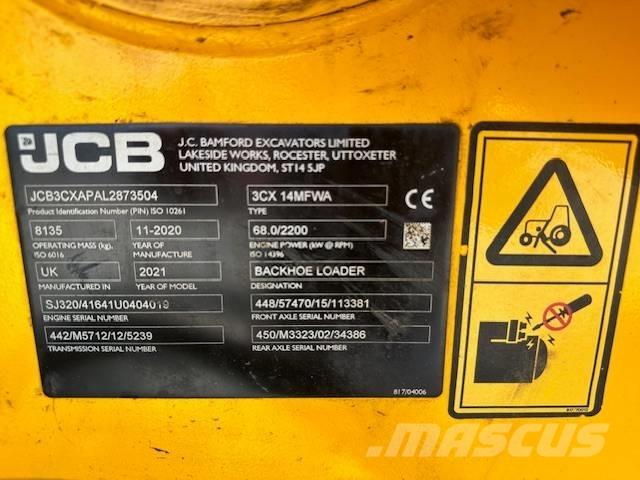 JCB
J.C. BAMFORD EXCAVATORS LIMITED
LAKESIDE WORKS, ROCESTER, UTTOXETER
UNITED KINGDOM, ST14 5JP
JCB3CXAPAL2873504
Product Identification Number (PIN) ISO 10261
3CX 14MFWA
TYPE
CE
8135
OPERATING MASS (kg)
ISO 6016
11-2020
YEAR OF
MANUFACTURE
68.0/2200
ENGINE POWER (kW @ RPM)
ISO 14396
UK
MANUFACTURED IN
2021
YEAR OF MODEL
BACKHOE LOADER
DESIGNATION
SJ320/41641U0404019
ENGINE SERIAL NUMBER
448/57470/15/113381
FRONT AXLE SERIAL NUMBER
442/M5712/12/5239
TRANSMISSION SERIAL NUMBER
450/M3323/02/34386
REAR AXLE SERIAL NUMBER
817/04006
MASCUS